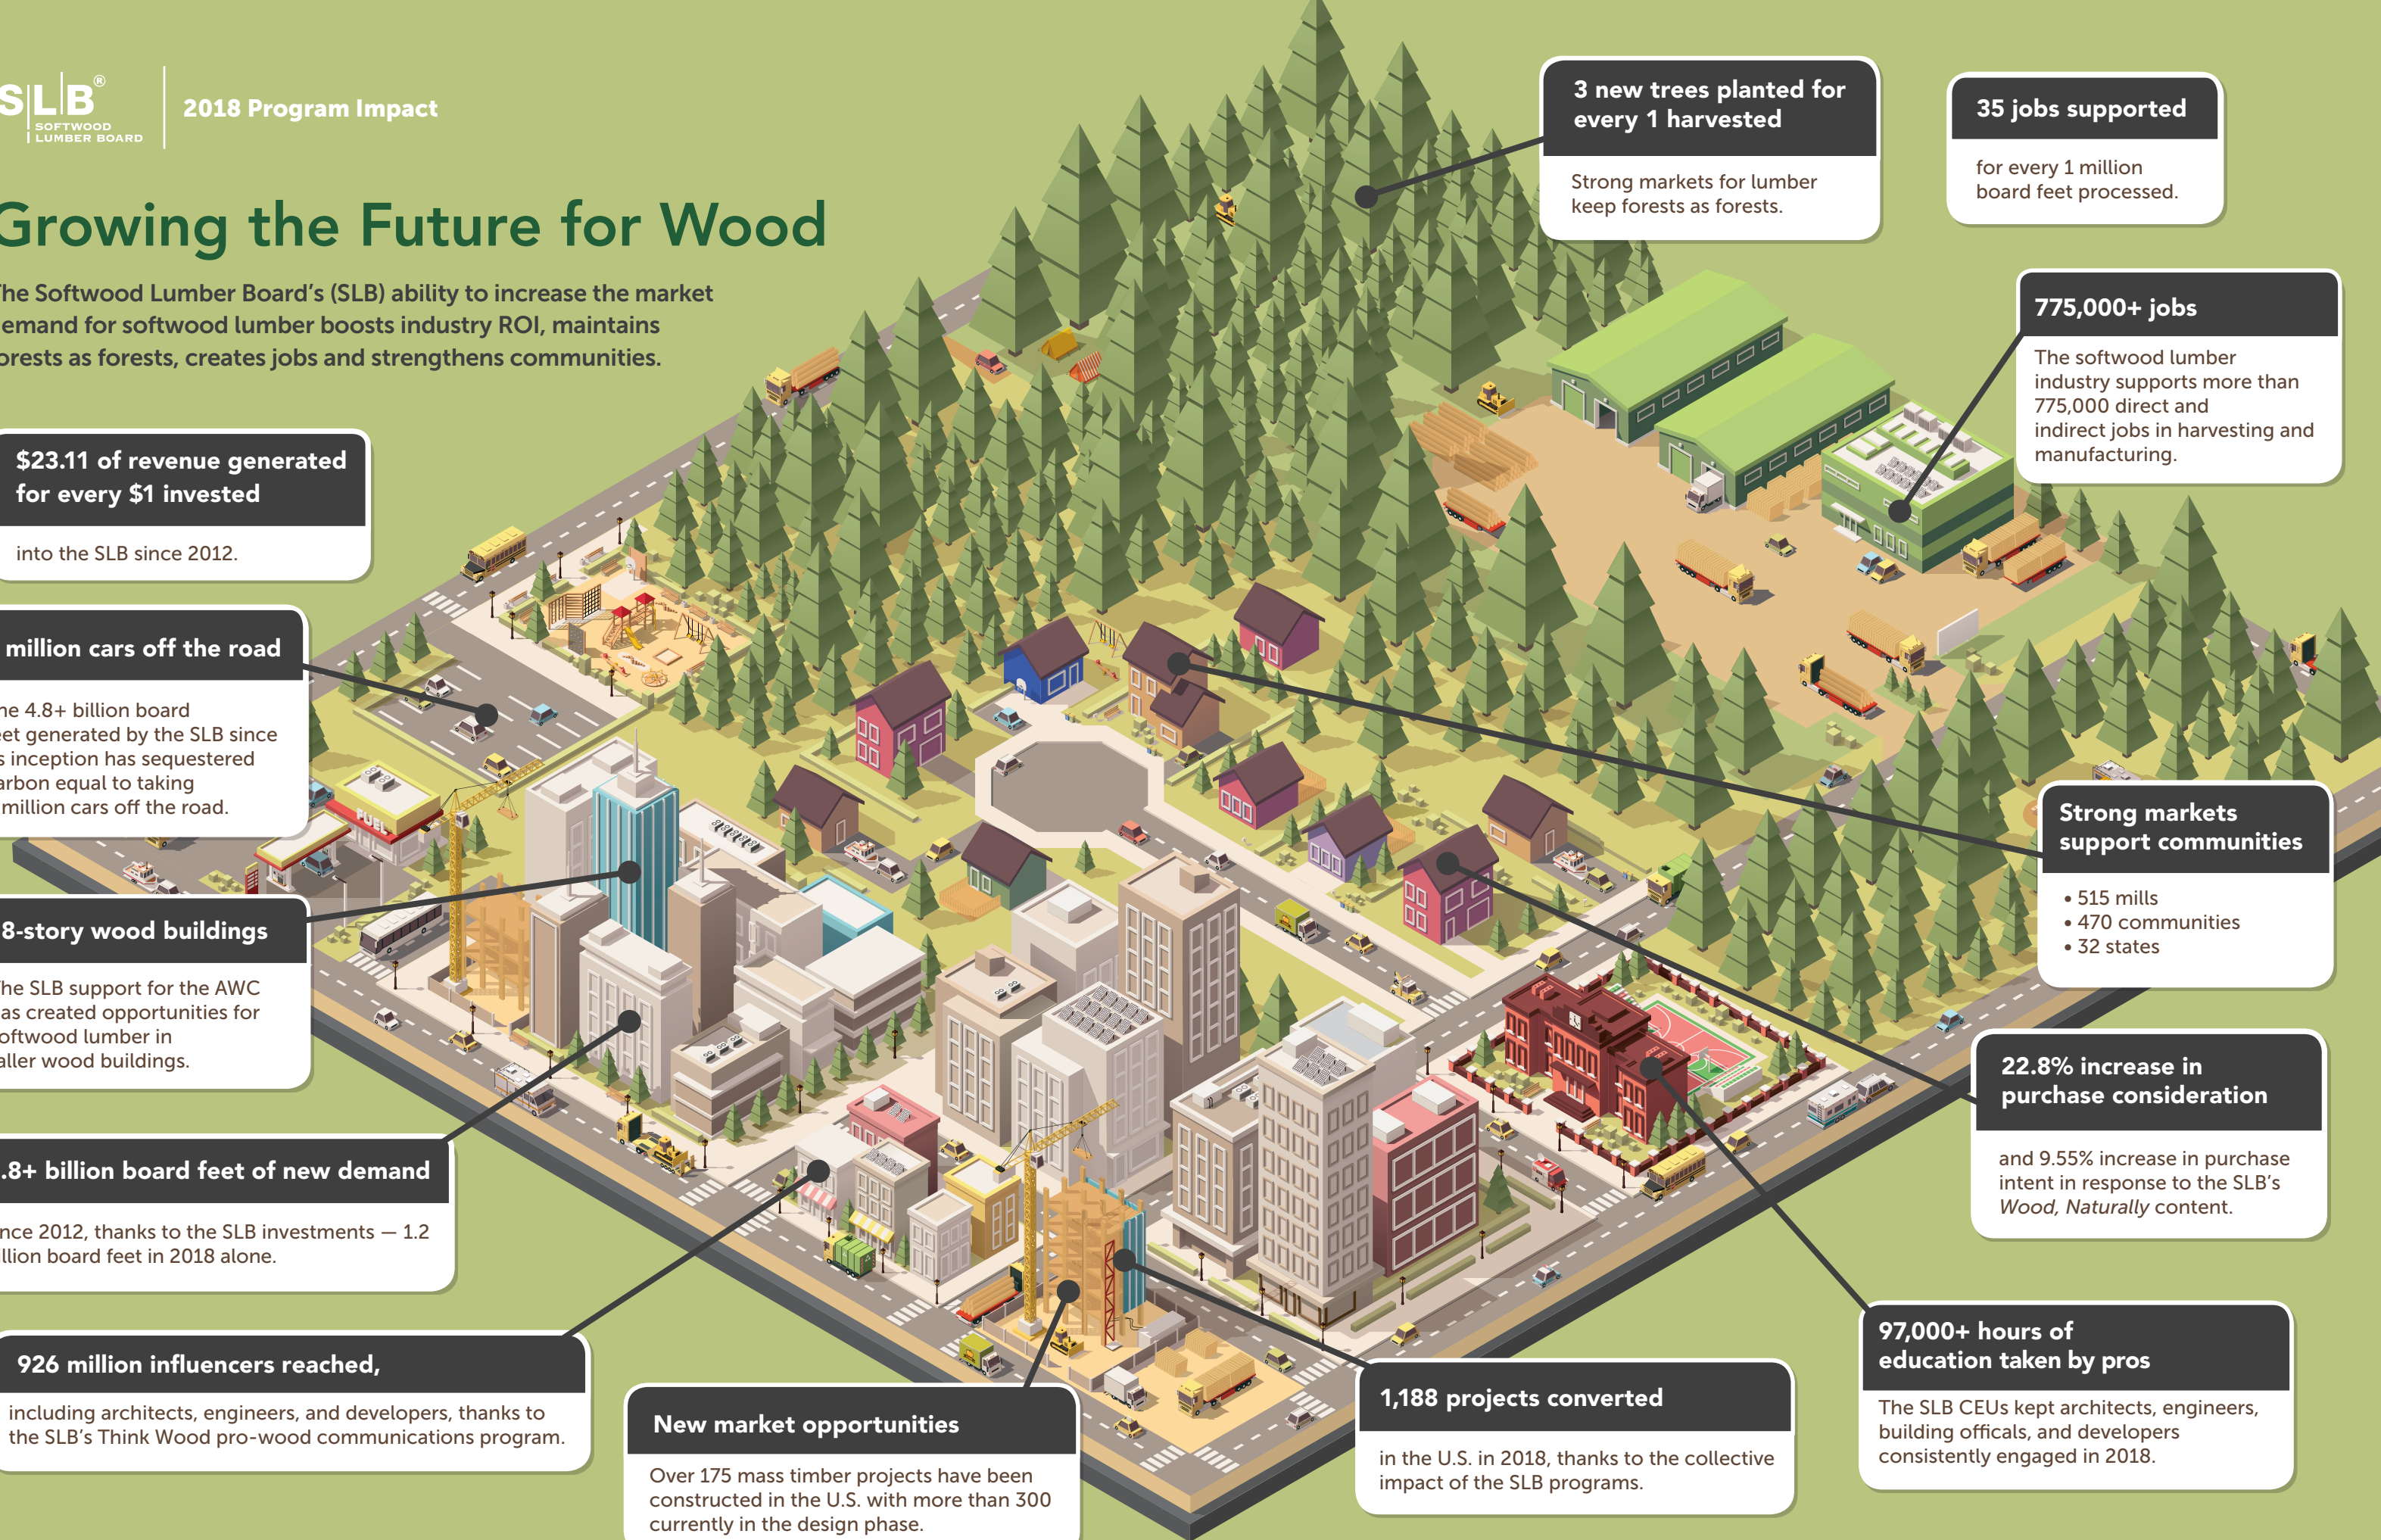 SLB®
SOFTWOOD
LUMBER BOARD
2018 Program Impact
Growing the Future for Wood
The Softwood Lumber Board's (SLB) ability to increase the market
demand for softwood lumber boosts industry ROI, maintains
forests as forests, creates jobs and strengthens communities.
3 new trees planted for
every 1 harvested
Strong markets for lumber
keep forests as forests.
35 jobs supported
for every 1 million
board feet processed.
775,000+ jobs
The softwood lumber
industry supports more than
775,000 direct and
indirect jobs in harvesting and
manufacturing.
$23.11 of revenue generated
for every $1 invested
into the SLB since 2012.
million cars off the road
he 4.8+ billion board
eet generated by the SLB since
s inception has sequestered
arbon equal to taking
million cars off the road.
FUEL
8-story wood buildings
he SLB support for the AWC
as created opportunities for
oftwood lumber in
aller wood buildings.
.8+ billion board feet of new demand
nce 2012, thanks to the SLB investments — 1.2
illion board feet in 2018 alone.
926 million influencers reached,
including architects, engineers, and developers, thanks to
the SLB's Think Wood pro-wood communications program.
New market opportunities
Over 175 mass timber projects have been
constructed in the U.S. with more than 300
currently in the design phase.
1,188 projects converted
in the U.S. in 2018, thanks to the collective
impact of the SLB programs.
97,000+ hours of
education taken by pros
The SLB CEUs kept architects, engineers,
building officals, and developers
consistently engaged in 2018.
22.8% increase in
purchase consideration
and 9.55% increase in purchase
intent in response to the SLB's
Wood, Naturally content.
Strong markets
support communities
• 515 mills
• 470 communities
• 32 states